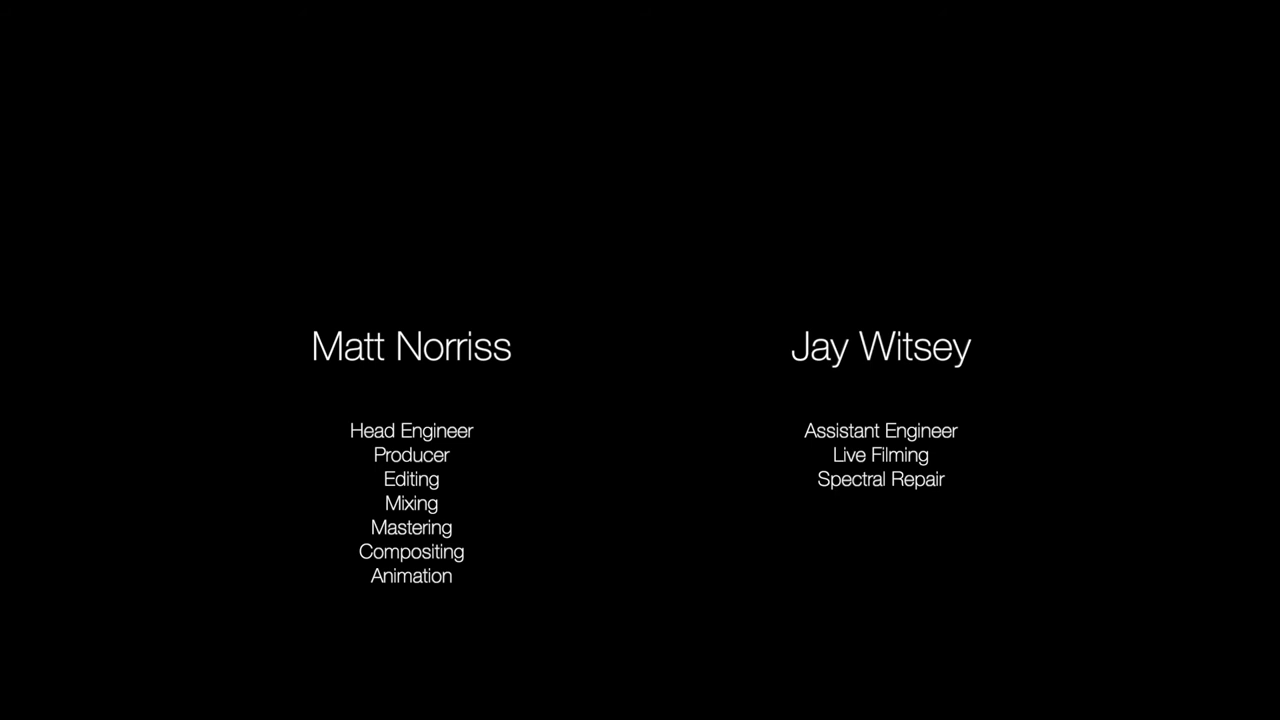 Matt Norriss
Head Engineer
Producer
Editing
Mixing
Mastering
Compositing
Animation
Jay Witsey
Assistant Engineer
Live Filming
Spectral Repair